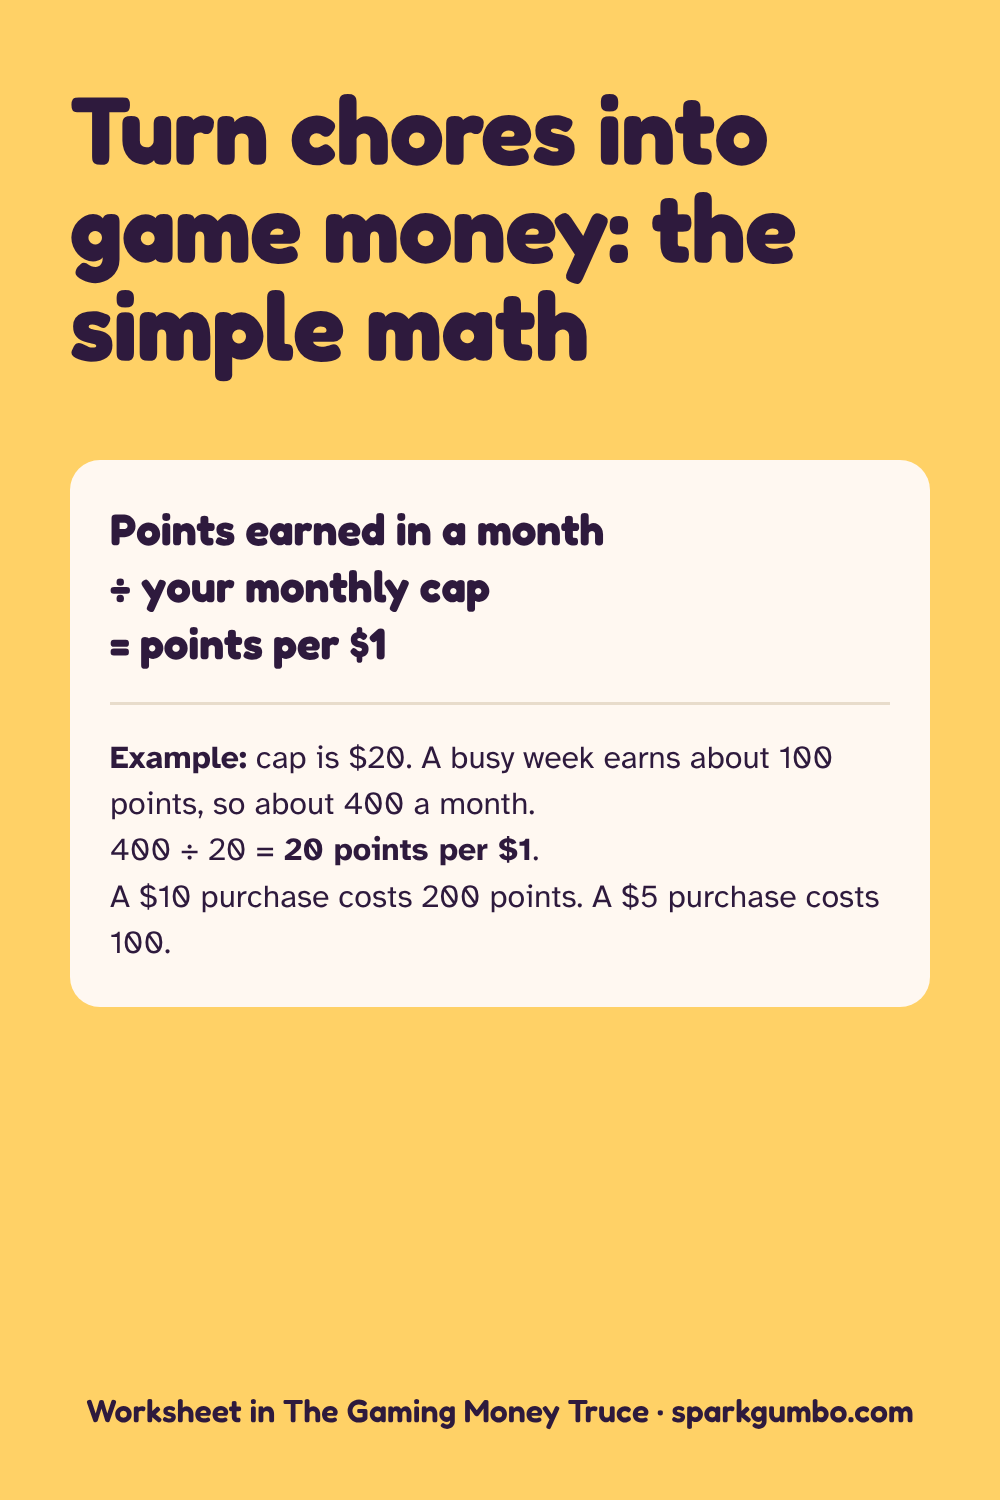 Turn chores into
game money: the
simple math
Points earned in a month
÷ your monthly cap
= points per $1
Example: cap is $20. A busy week earns about 100
points, so about 400 a month.
400 ÷ 20 = 20 points per $1.
A $10 purchase costs 200 points. A $5 purchase costs
100.
Worksheet in The Gaming Money Truce · sparkgumbo.com